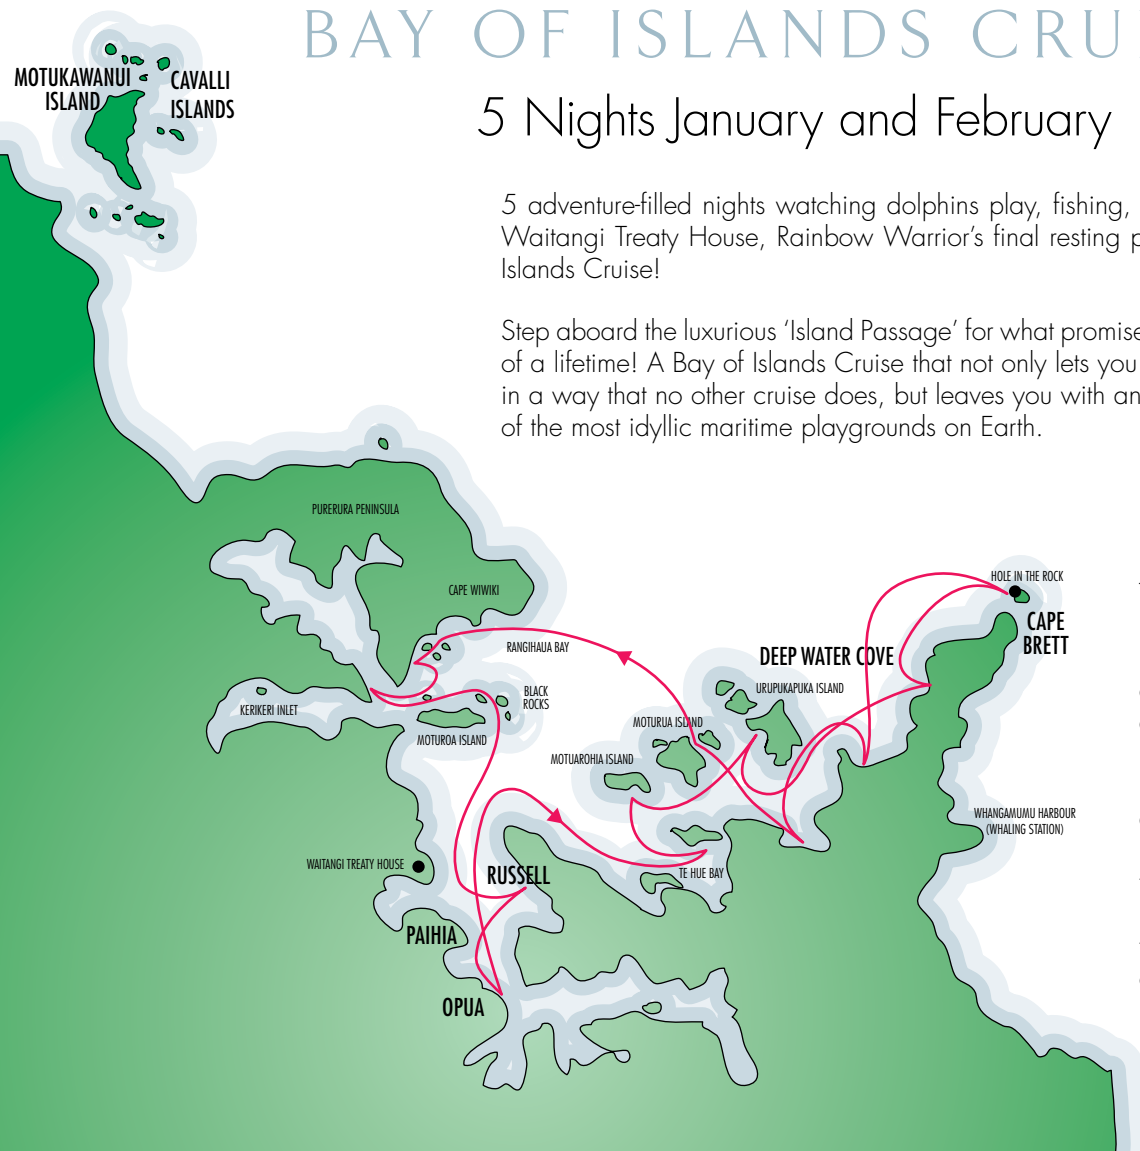 BAY OF ISLANDS CRU
5 Nights January and February
5 adventure-filled nights watching dolphins play, fishing,
Waitangi Treaty House, Rainbow Warrior's final resting p
Islands Cruise!
Step aboard the luxurious 'Island Passage' for what promise
of a lifetime! A Bay of Islands Cruise that not only lets you
in a way that no other cruise does, but leaves you with an
of the most idyllic maritime playgrounds on Earth.
MOTUKAWANUI
ISLAND
CAVALLI
ISLANDS
PURERURA PENINSULA
CAPE WIWIKI
HOLE IN THE ROCK
CAPE
BRETT
RANGIHAUA BAY
DEEP WATER COVE
URUPUKAPUKA ISLAND
BLACK
ROCKS
KERIKERI INLET
MOTUROA ISLAND
MOTURUA ISLAND
MOTUAROHIA ISLAND
WHANGAMUMU HARBOUR
(WHALING STATION)
WAITANGI TREATY HOUSE
RUSSELL
TE HUE BAY
PAIHIA
OPUA